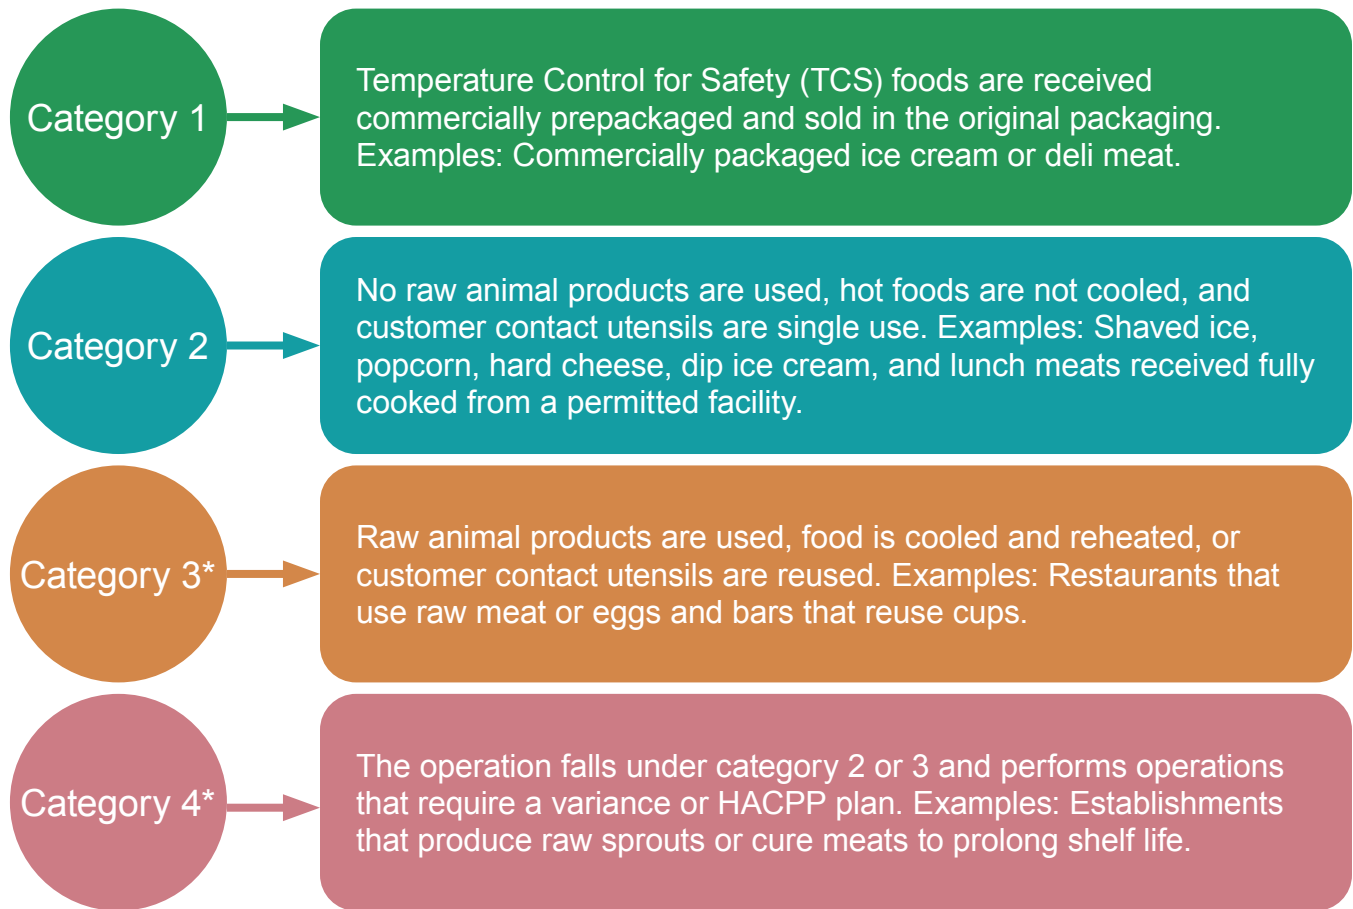 Category 1
Temperature Control for Safety (TCS) foods are received
commercially prepackaged and sold in the original packaging.
Examples: Commercially packaged ice cream or deli meat.
Category 2
No raw animal products are used, hot foods are not cooled, and
customer contact utensils are single use. Examples: Shaved ice,
popcorn, hard cheese, dip ice cream, and lunch meats received fully
cooked from a permitted facility.
Category 3*
Raw animal products are used, food is cooled and reheated, or
customer contact utensils are reused. Examples: Restaurants that
use raw meat or eggs and bars that reuse cups.
Category 4*
The operation falls under category 2 or 3 and performs operations
that require a variance or HACPP plan. Examples: Establishments
that produce raw sprouts or cure meats to prolong shelf life.